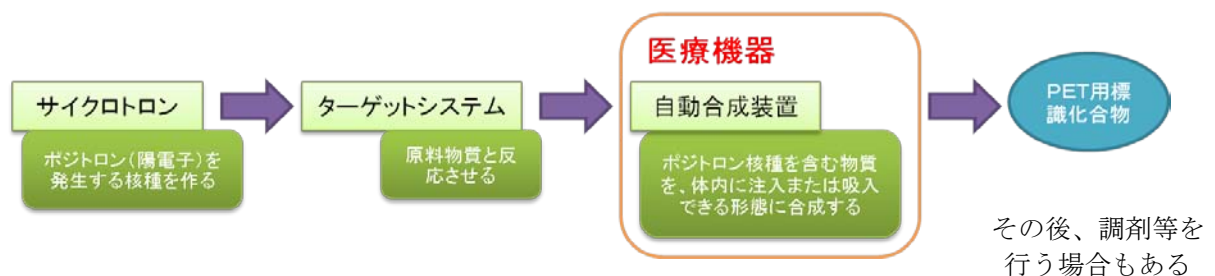 医療機器
サイクロトロン
ポジトロン(陽電子)を
発生する核種を作る
ターゲットシステム
原料物質と反
応させる
自動合成装置
ポジトロン核種を含む物質
を、体内に注入または吸入
できる形態に合成する
PET用標
識化合物
その後、調剤等を
行う場合もある